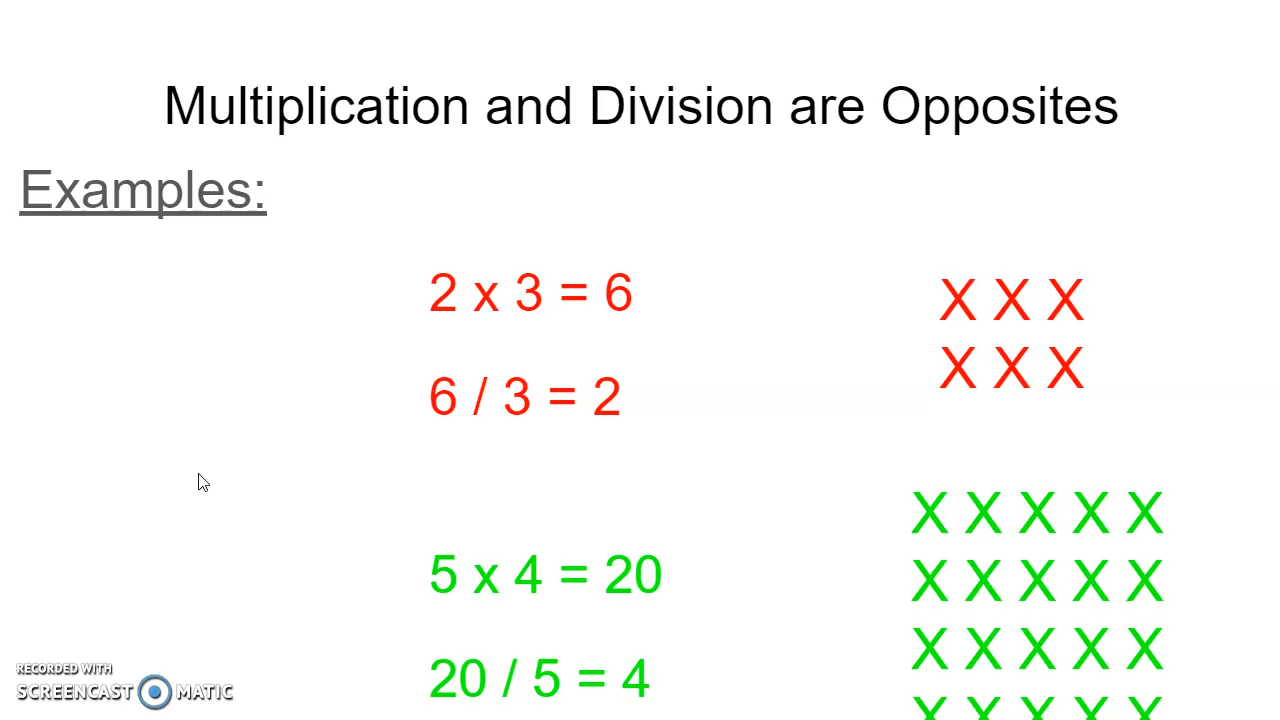 Multiplication and Division are Opposites
Examples:
2 x 3 = 6
X X X
X X X
6 / 3 = 2
X X X X X
5 x 4 = 20
X X X X X
X X X X X
20 / 5 = 4
X X X X X
RECORDED WITH
SCREENCAST MATIC